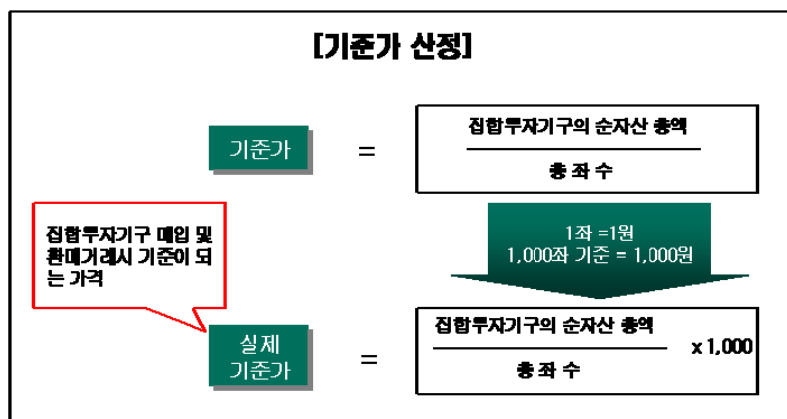 [기준가 산정]
기준가
=
집합투자기구의 순자산 총액
총 좌 수
1좌 =1원
1,000좌 기준 = 1,000원
집합투자기구 매입 및
환매거래시 기준이 되
는 가격
실제
기준가
=
집합투자기구의 순자산 총액
총 좌 수
x 1,000